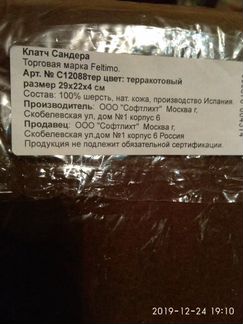 Клатч Сандера
Торговая марка Feltimo.
Арт. № С12088тер цвет: терракотовый
размер 29х22х4 см
Состав: 100% шерсть, нат. кожа, производство Испания.
Производитель: ООО "Софтлихт" Москва г,
Скобелевская ул,дом №1 корпус 6
Продавец: ООО "Софтлихт" Москва г,
Скобелевская ул,дом №1 корпус 6 Россия
Продукция не подлежит обязательной сертификации.
2019-12-24 19:10